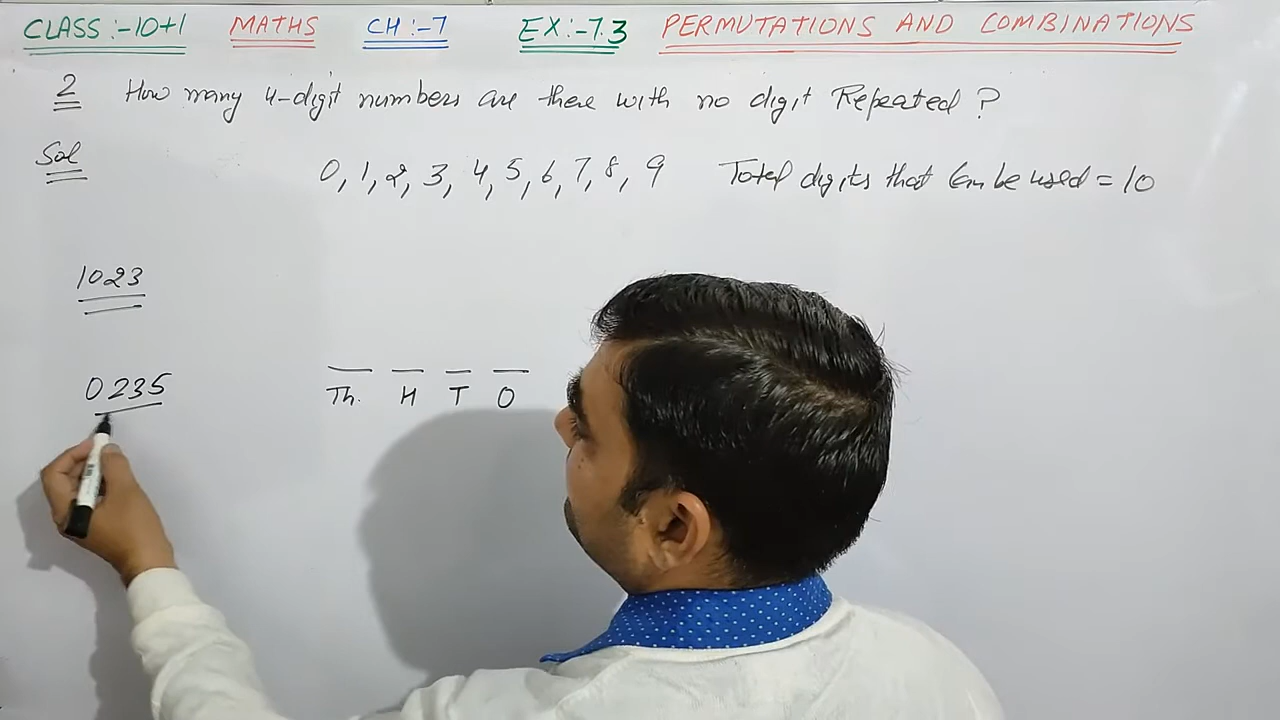 CLASS:-10+1 MATHS CH:-7 EX:-7.3 PERMUTATIONS AND COMBINATIONS
2 How many 4-digit numbers are there with no digit Repeated?
Sol 0, 1, 2, 3, 4, 5, 6, 7, 8, 9 Total digits that Can be used = 10
1023
0235
Th. H T O